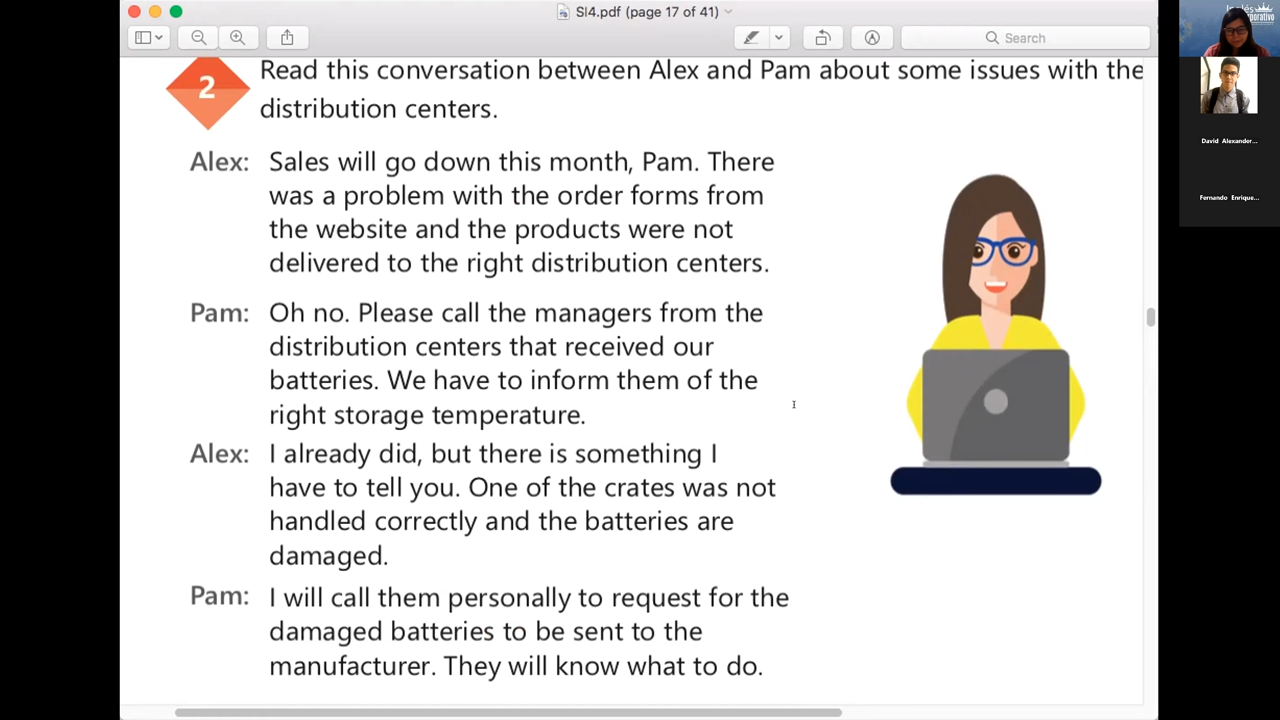 SI4.pdf (page 17 of 41)
Search
2
Read this conversation between Alex and Pam about some issues with the
distribution centers.
Alex: Sales will go down this month, Pam. There
was a problem with the order forms from
the website and the products were not
delivered to the right distribution centers.
Pam: Oh no. Please call the managers from the
distribution centers that received our
batteries. We have to inform them of the
right storage temperature.
Alex: I already did, but there is something I
have to tell you. One of the crates was not
handled correctly and the batteries are
damaged.
Pam: I will call them personally to request for the
damaged batteries to be sent to the
manufacturer. They will know what to do.
Inglés
Corporativo
David Alexander...
Fernando Enrique...